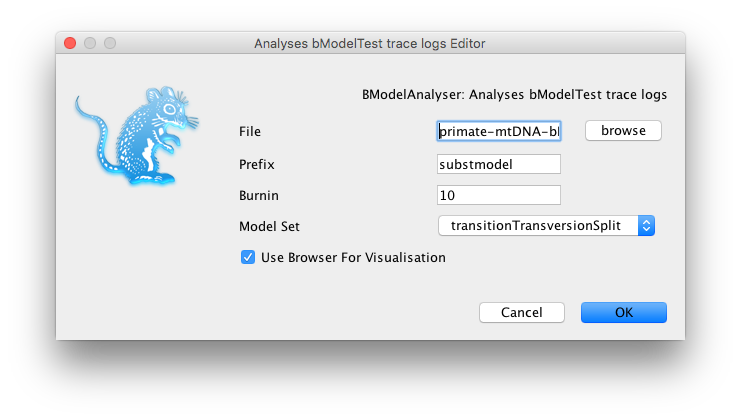 Analyses bModelTest trace logs Editor
BModelAnalyser: Analyses bModelTest trace logs
File primate-mtDNA-bl browse
Prefix substmodel
Burnin 10
Model Set transitionTransversionSplit
Use Browser For Visualisation
Cancel OK